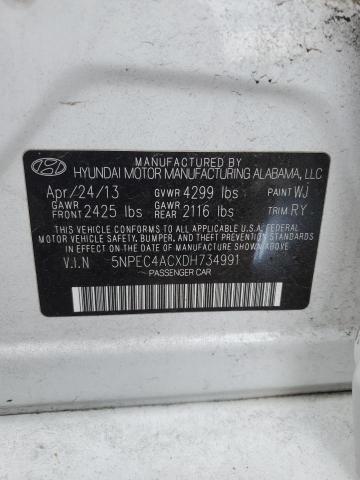 MANUFACTURED BY
HYUNDAI MOTOR MANUFACTURING ALABAMA, LLC
Apr/24/13 GVWR 4299 lbs PAINT WJ
GAWR FRONT 2425 lbs GAWR REAR 2116 lbs TRIM RY
THIS VEHICLE CONFORMS TO ALL APPLICABLE U.S.A FEDERAL
MOTOR VEHICLE SAFETY, BUMPER, AND THEFT PREVENTION
STANDARDS IN EFFECT ON THE DATE OF MANUFACTURE SHOWN ABOVE.
V.I.N 5NPEC4ACXDH734991
PASSENGER CAR